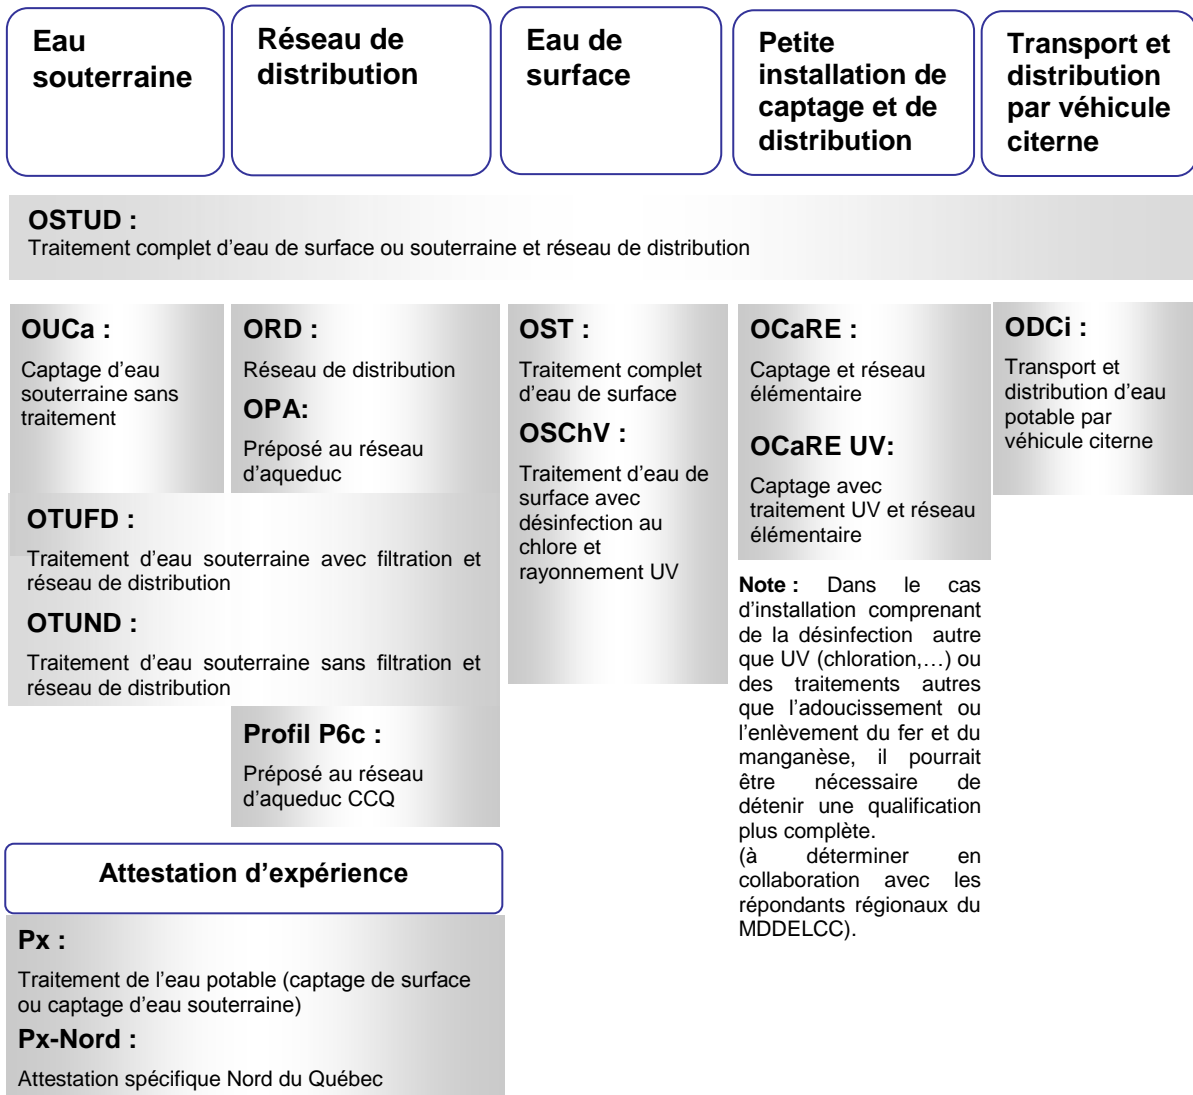 Eau
souterraine
Réseau de
distribution
Eau de
surface
Petite
installation de
captage et de
distribution
Transport et
distribution
par véhicule
citerne
OSTUD :
Traitement complet d’eau de surface ou souterraine et réseau de distribution
OUCa :
Captage d’eau
souterraine sans
traitement
ORD :
Réseau de distribution
OPA:
Préposé au réseau
d’aqueduc
OTUFD :
Traitement d’eau souterraine avec filtration et
réseau de distribution
OTUND :
Traitement d’eau souterraine sans filtration et
réseau de distribution
Profil P6c :
Préposé au réseau
d’aqueduc CCQ
OST :
Traitement complet
d’eau de surface
OSChV :
Traitement d’eau de
surface avec
désinfection au
chlore et
rayonnement UV
OCaRE :
Captage et réseau
élémentaire
OCaRE UV:
Captage avec
traitement UV et réseau
élémentaire
Note : Dans le cas
d’installation comprenant
de la désinfection autre
que UV (chloration,…) ou
des traitements autres
que l’adoucissement ou
l’enlèvement du fer et du
manganèse, il pourrait
être nécessaire de
détenir une qualification
plus complète.
(à déterminer en
collaboration avec les
répondants régionaux du
MDDELCC).
ODCi :
Transport et
distribution d’eau
potable par
véhicule citerne
Attestation d’expérience
Px :
Traitement de l’eau potable (captage de surface
ou captage d’eau souterraine)
Px-Nord :
Attestation spécifique Nord du Québec